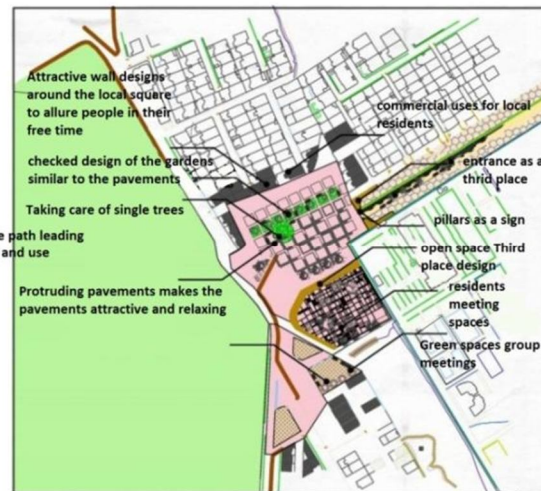 Attractive wall designs
around the local square
to allure people in their
free time
commercial uses for local
residents
checked design of the gardens
similar to the pavements
entrance as a
thrid place
Taking care of single trees
pillars as a sign
path leading
and use
open space Third
place design
Protruding pavements makes the
pavements attractive and relaxing
residents
meeting
spaces
Green spaces group
meetings